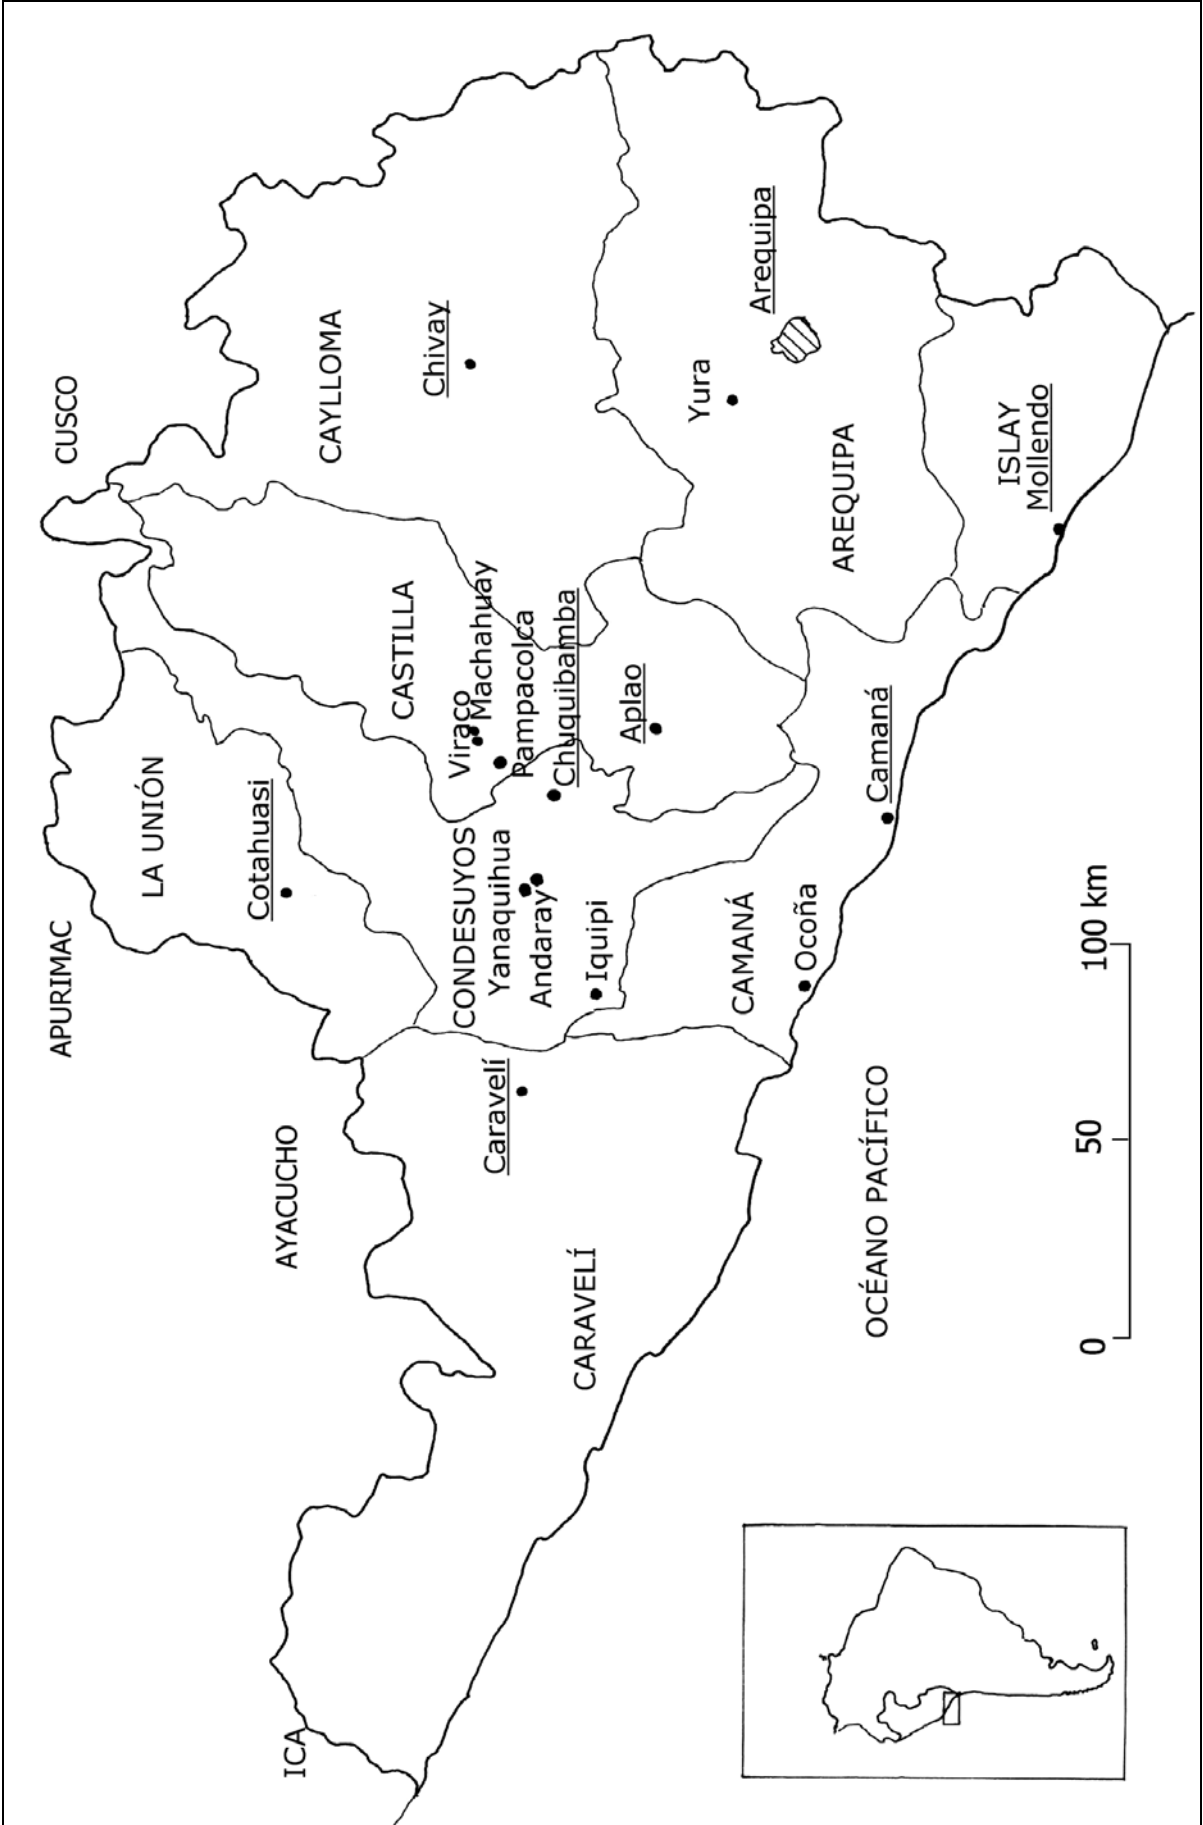 CUSCO
APURIMAC
LA UNIÓN
Cotahuasi
CAYLLOMA
Chivay
AYACUCHO
ICA
CASTILLA
Viraco
Machahuay
Pampacolca
Chuquibamba
Aplao
CONDESUYOS
Yanaquihua
Andaray
Iquipi
Caravelí
CARAVELÍ
Arequipa
Yura
AREQUIPA
CAMANÁ
Ocoña
Camaná
ISLAY
Mollendo
OCÉANO PACÍFICO
0 50 100 km